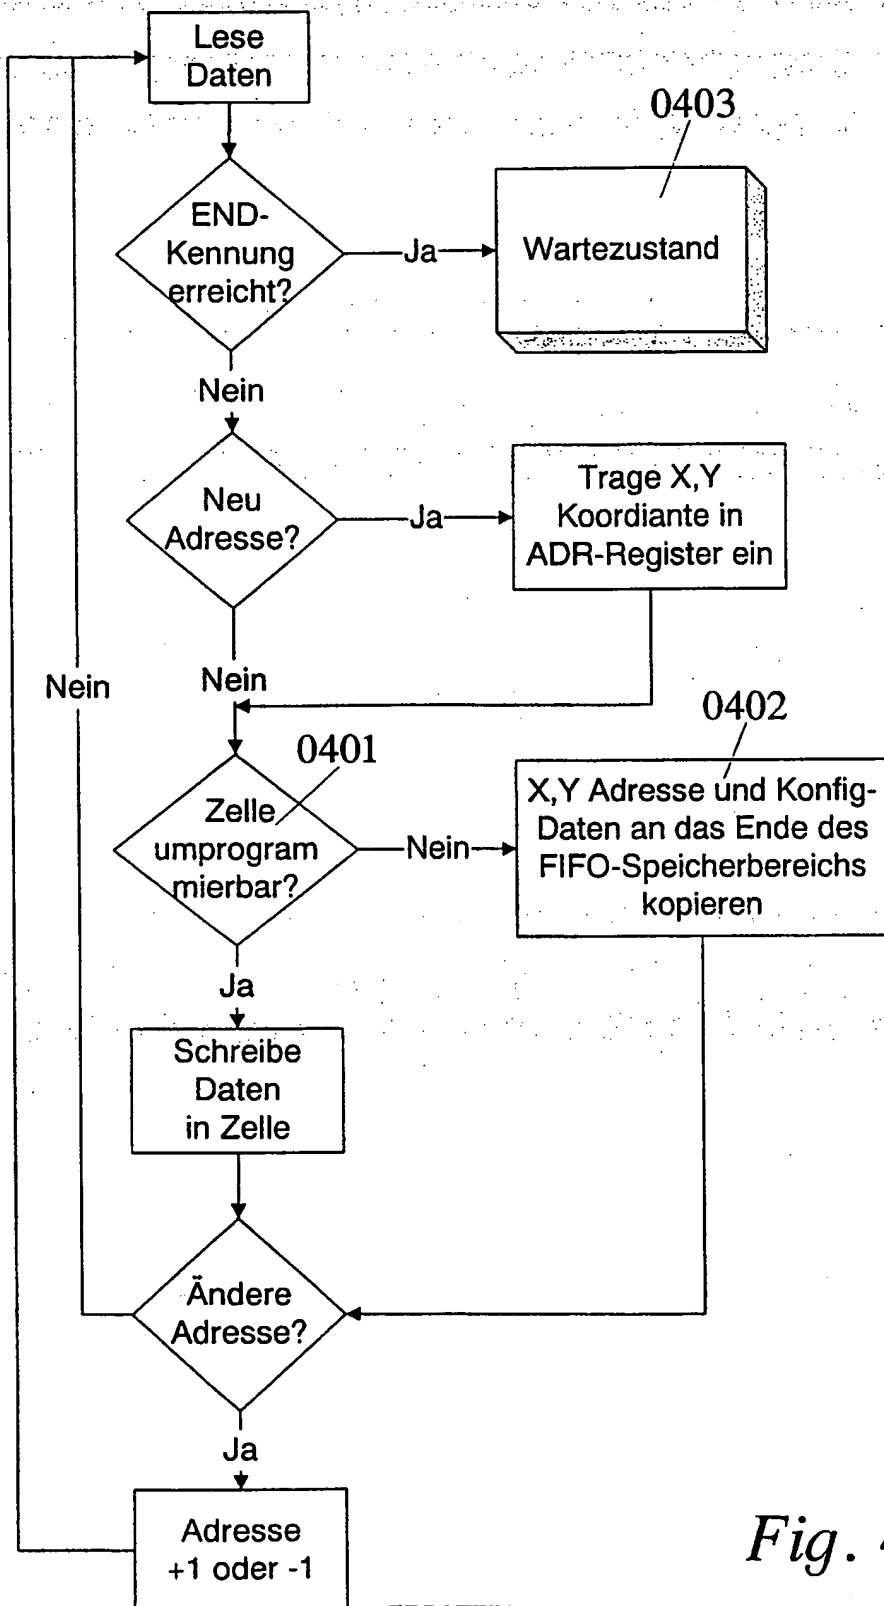 Lese
Daten
0403
END-
Kennung
erreicht?
Ja
Wartezustand
Nein
Neu
Adresse?
Ja
Trage X,Y
Koordiante in
ADR-Register ein
Nein
Nein
0402
0401
Zelle
umprogram
mierbar?
Nein
X,Y Adresse und Konfig-
Daten an das Ende des
FIFO-Speicherbereichs
kopieren
Ja
Schreibe
Daten
in Zelle
Ändere
Adresse?
Ja
Adresse
+1 oder -1
Fig.